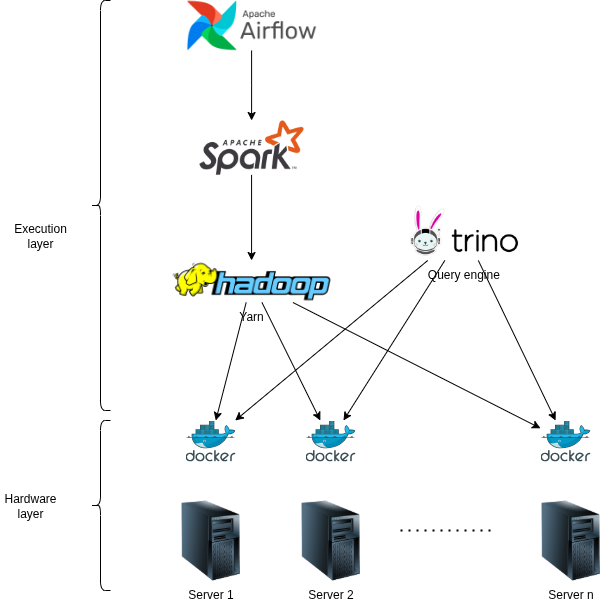 Apache
Airflow
APACHE
Spark
TM
Execution
layer
trino
Query engine
hadoop
Yarn
docker
docker
docker
Hardware
layer
............
Server 1
Server 2
Server n